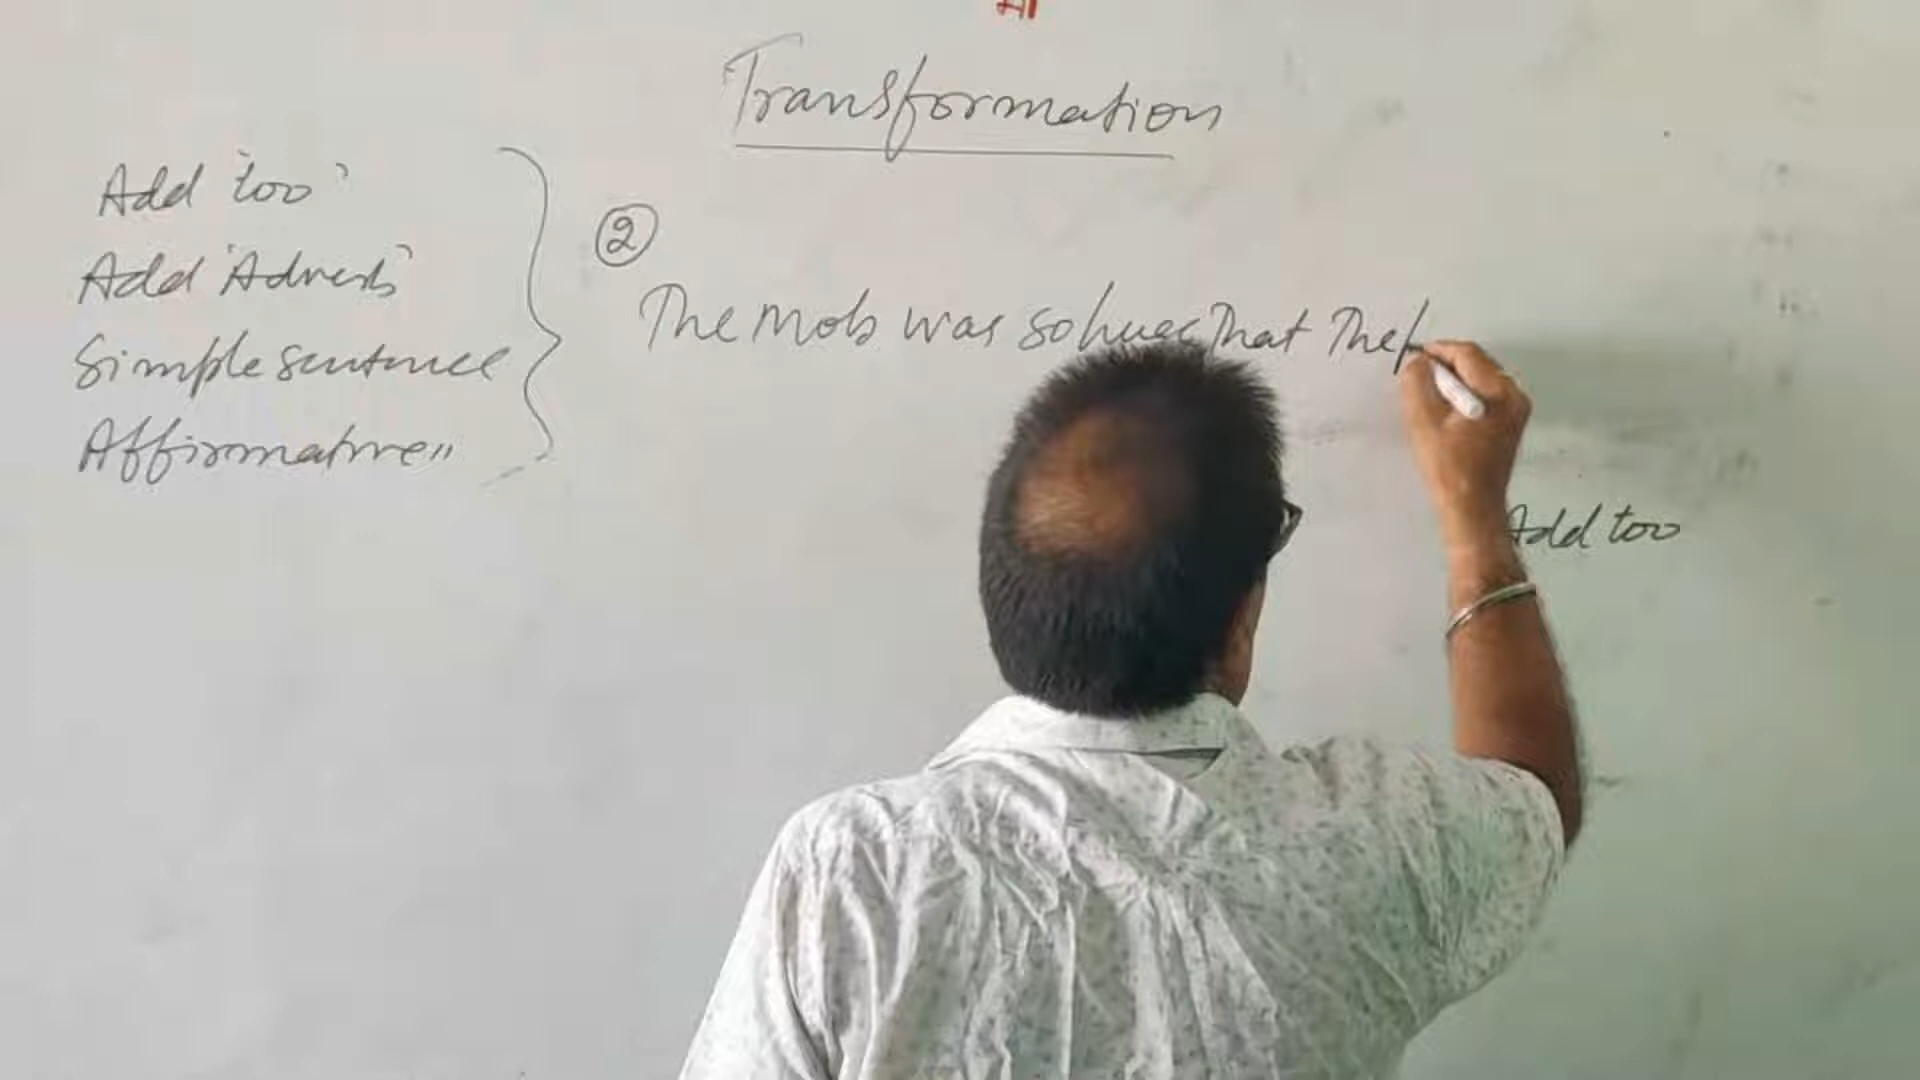 Transformation
Add 'too'
Add 'Adverb'
Simple sentence
Affirmative "
②
The Mob was so huge that The
Add too